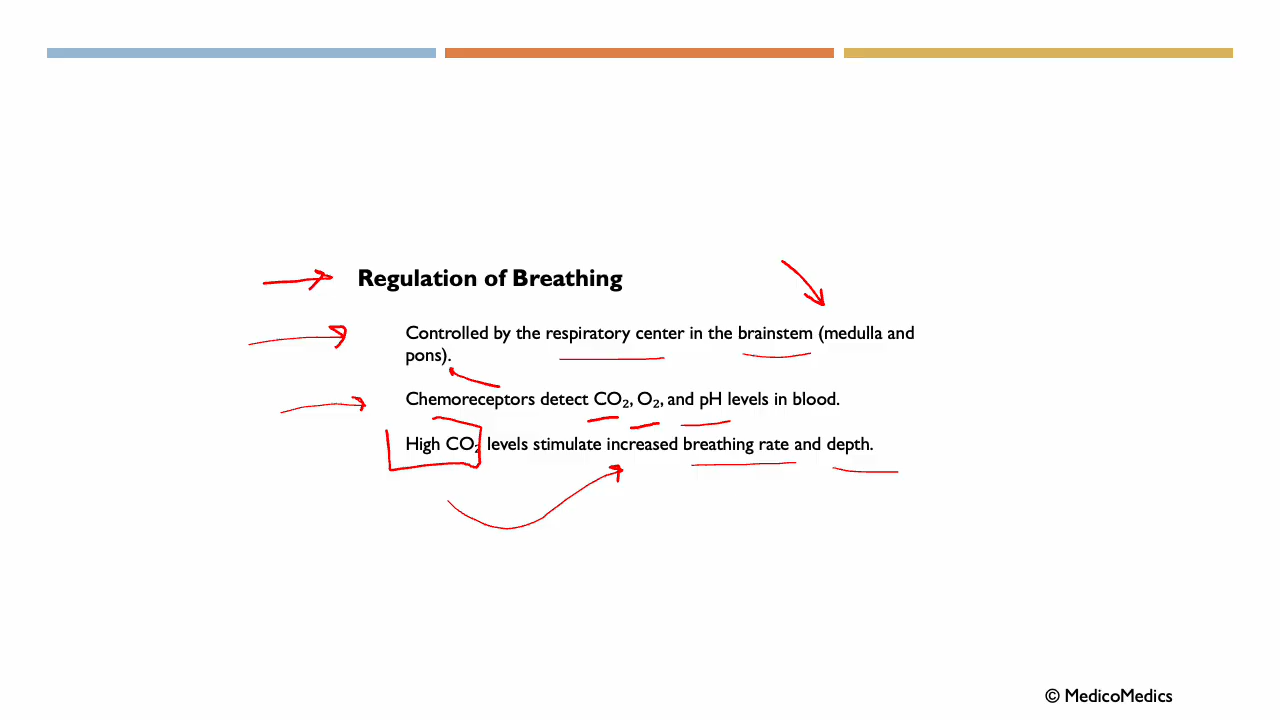 Regulation of Breathing
Controlled by the respiratory center in the brainstem (medulla and
pons).
Chemoreceptors detect CO₂, O₂, and pH levels in blood.
High CO₂ levels stimulate increased breathing rate and depth.
© MedicoMedics